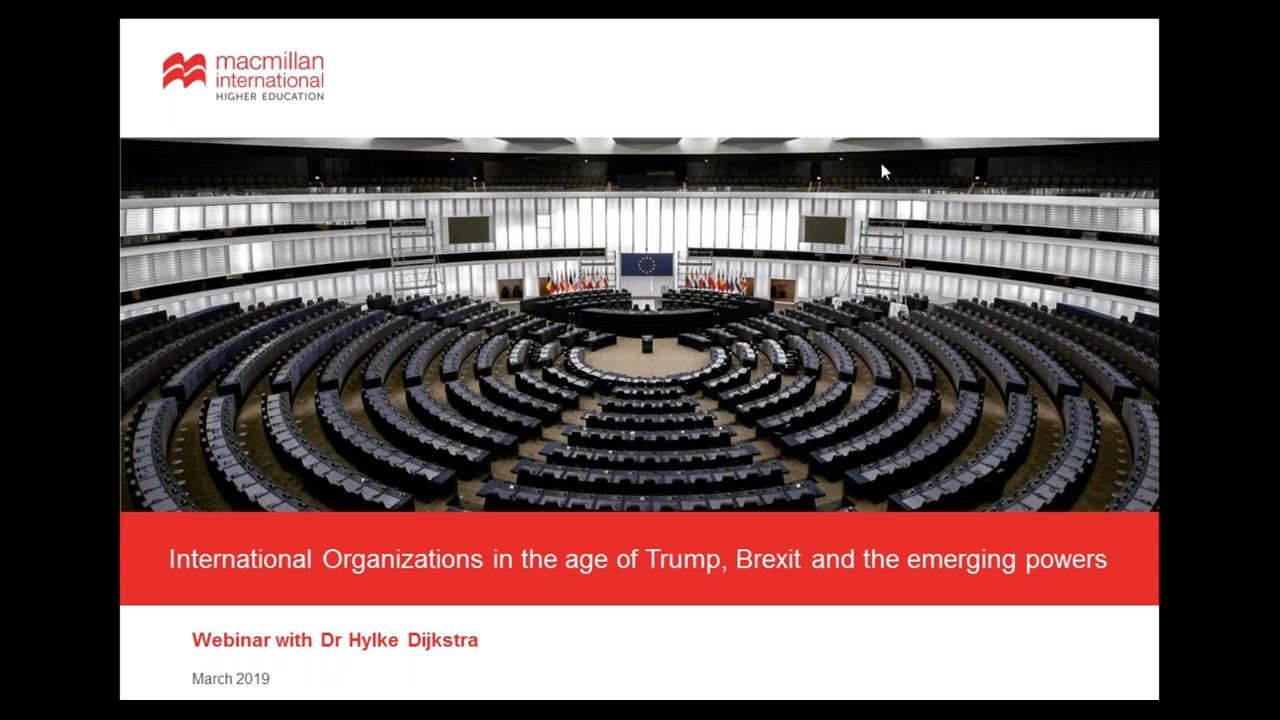 macmillan
international
HIGHER EDUCATION
International Organizations in the age of Trump, Brexit and the emerging powers
Webinar with Dr Hylke Dijkstra
March 2019